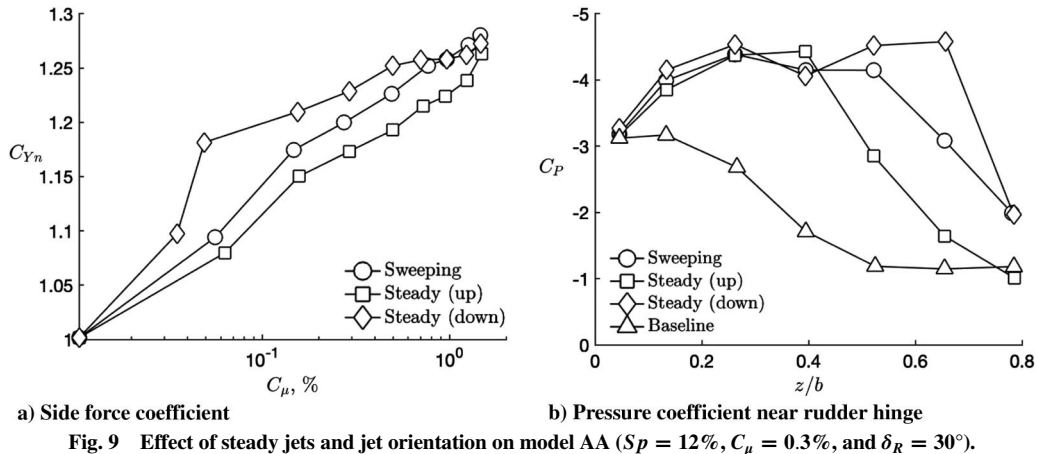 1.3
1.25
1.2
C_{Yn}
1.15
1.1
1.05
1
10^{-1}
10^{0}
C_μ, %
Sweeping
Steady (up)
Steady (down)
a) Side force coefficient
-5
-4
-3
C_P
-2
-1
0
0
0.2
0.4
0.6
0.8
z/b
Sweeping
Steady (up)
Steady (down)
Baseline
b) Pressure coefficient near rudder hinge
Fig. 9 Effect of steady jets and jet orientation on model AA (Sp = 12%, C_μ = 0.3%, and δ_R = 30°).